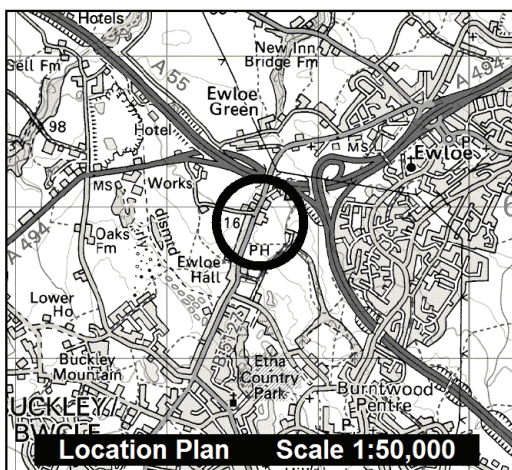 Hotels
Sell Fm
A 55
New Inn
Bridge Fm
A 494
Ewloe
Green
98
Hotel
MS
P
Ewloe
MS
Works
16
dismtd
rly
Oaks
Fm
PH
Ewloe
Hall
A 494
Lower
Ho
Buckley
Mountain
Etna
Country
Park
UCKLEY /
BWCLE
Burntwood
Pentre
P
Location Plan Scale 1:50,000